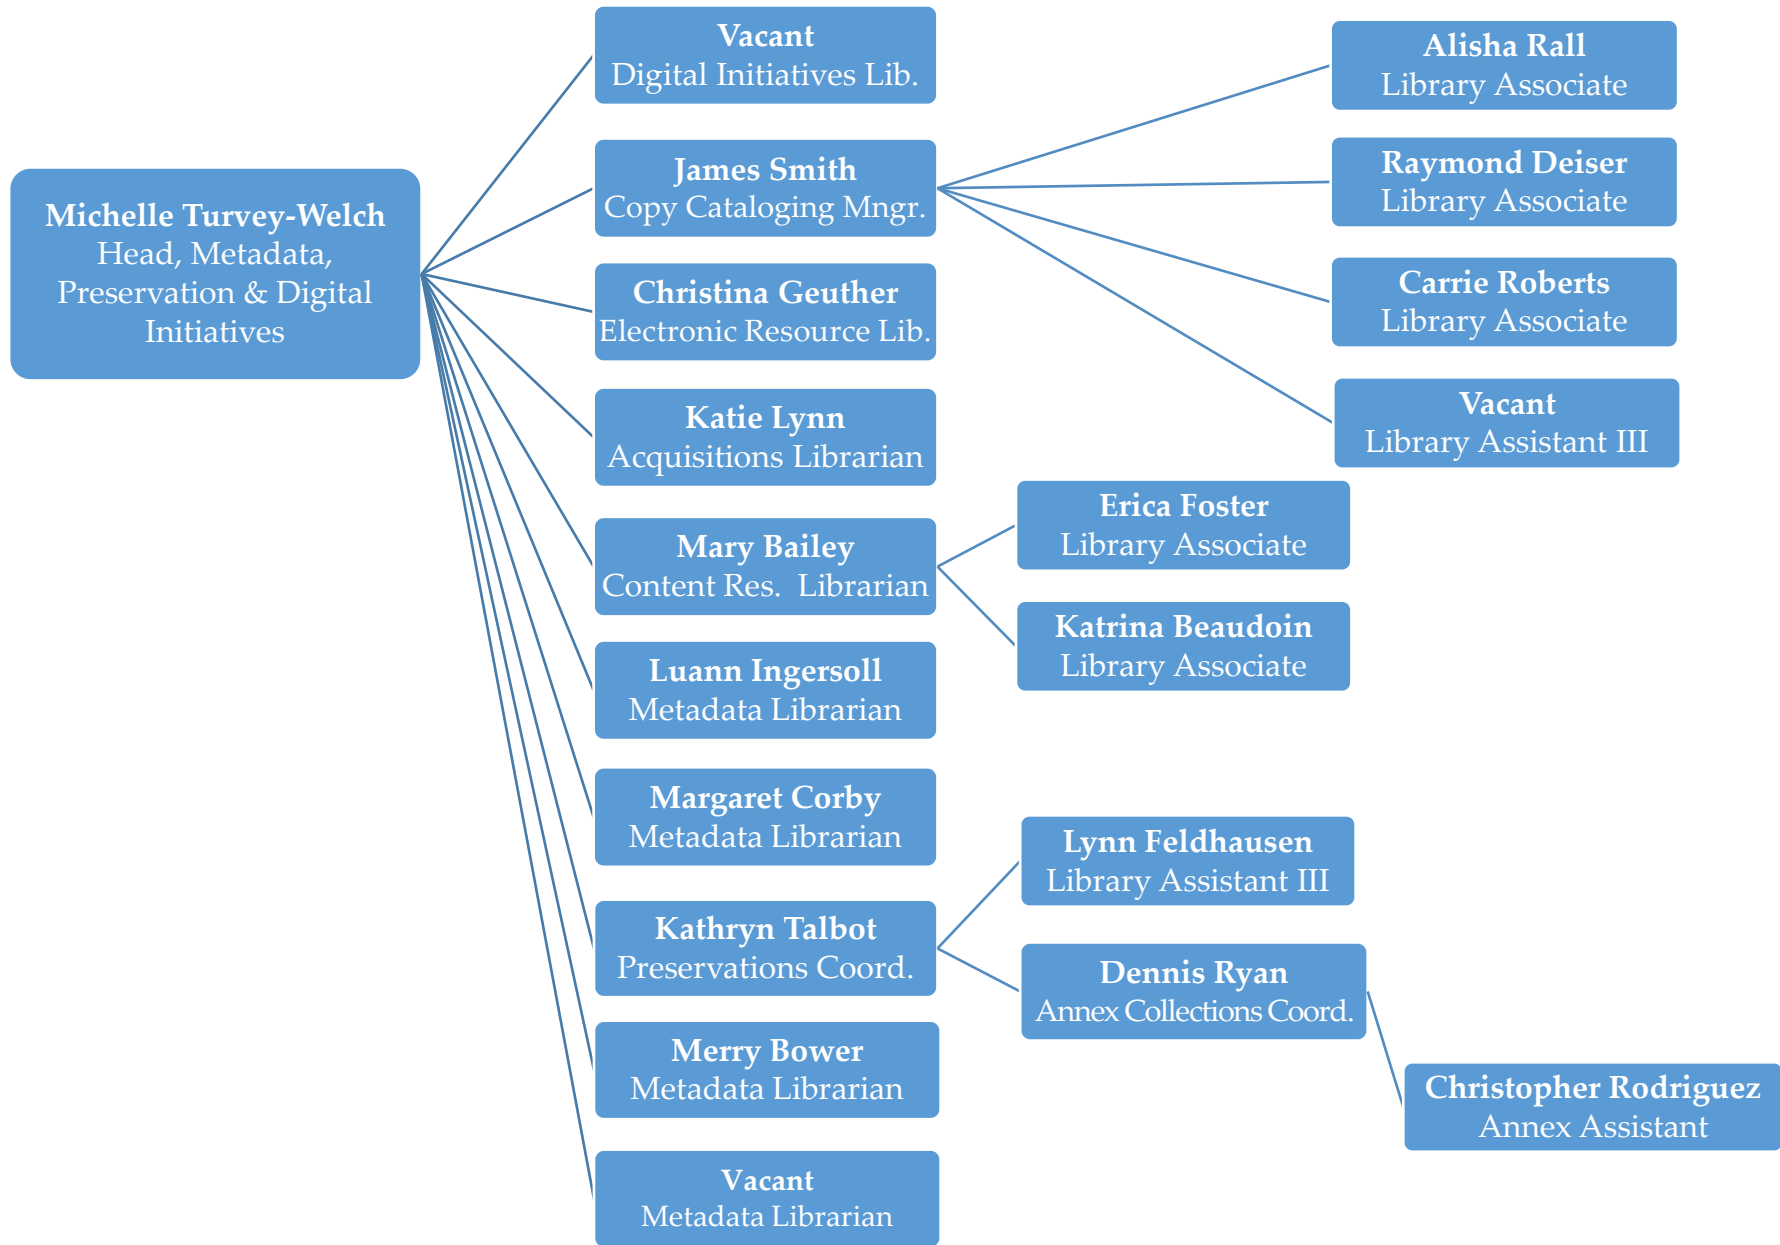 Michelle Turvey-Welch
Head, Metadata,
Preservation & Digital
Initiatives
Vacant
Digital Initiatives Lib.
James Smith
Copy Cataloging Mngr.
Christina Geuther
Electronic Resource Lib.
Katie Lynn
Acquisitions Librarian
Mary Bailey
Content Res.  Librarian
Luann Ingersoll
Metadata Librarian
Margaret Corby
Metadata Librarian
Kathryn Talbot
Preservations Coord.
Merry Bower
Metadata Librarian
Vacant
Metadata Librarian
Alisha Rall
Library Associate
Raymond Deiser
Library Associate
Carrie Roberts
Library Associate
Vacant
Library Assistant III
Erica Foster
Library Associate
Katrina Beaudoin
Library Associate
Lynn Feldhausen
Library Assistant III
Dennis Ryan
Annex Collections Coord.
Christopher Rodriguez
Annex Assistant